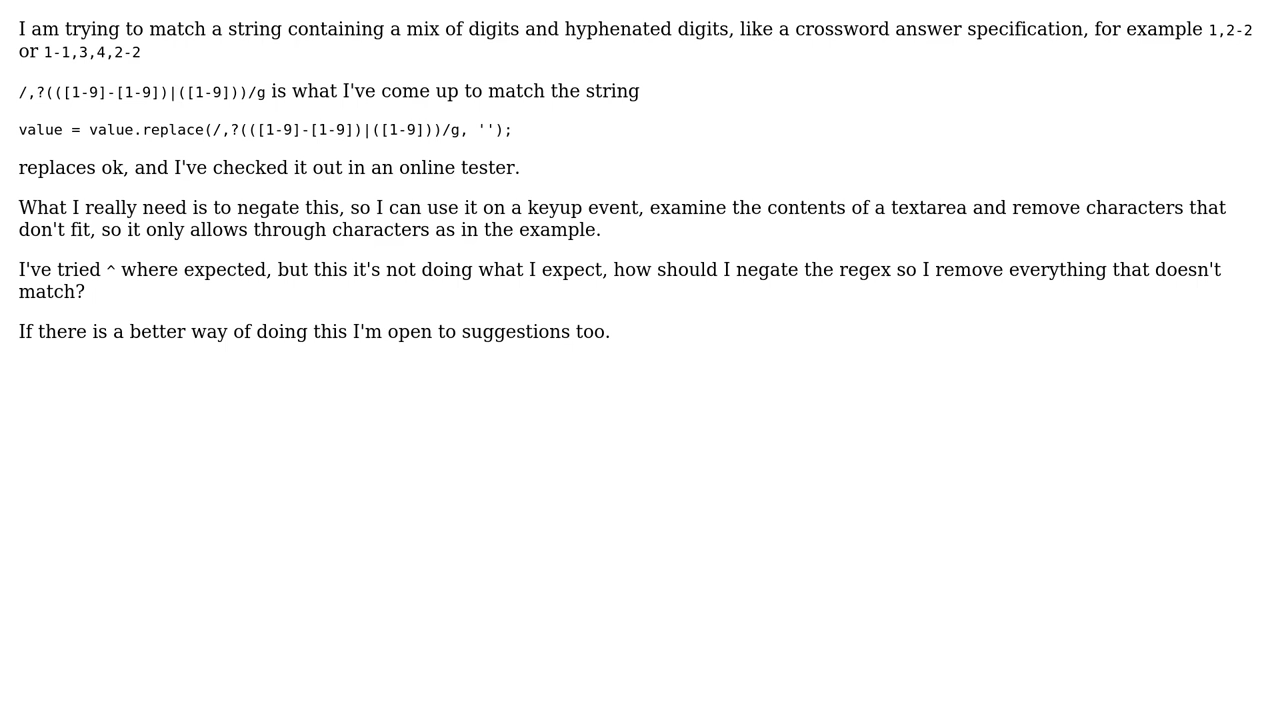 I am trying to match a string containing a mix of digits and hyphenated digits, like a crossword answer specification, for example 1,2-2
or 1-1,3,4,2-2
/,?(([1-9]-[1-9])|([1-9]))/g is what I've come up to match the string
value = value.replace(/,?(([1-9]-[1-9])|([1-9]))/g, '');
replaces ok, and I've checked it out in an online tester.
What I really need is to negate this, so I can use it on a keyup event, examine the contents of a textarea and remove characters that
don't fit, so it only allows through characters as in the example.
I've tried ^ where expected, but this it's not doing what I expect, how should I negate the regex so I remove everything that doesn't
match?
If there is a better way of doing this I'm open to suggestions too.